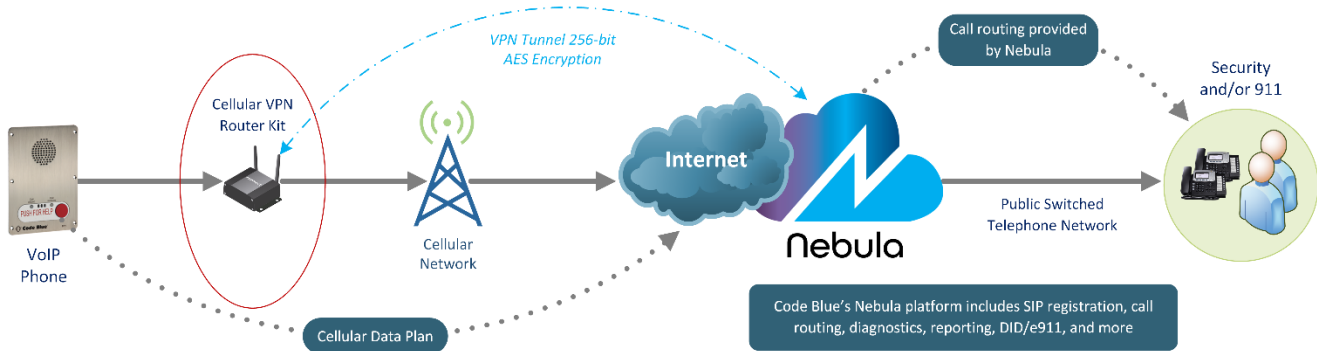 VPN Tunnel 256-bit
AES Encryption
Call routing provided
by Nebula
Security
and/or 911
Cellular VPN
Router Kit
Internet
PUSH FOR HELP
Code Blue
VoIP
Phone
Cellular
Network
nebula
Public Switched
Telephone Network
Cellular Data Plan
Code Blue's Nebula platform includes SIP registration, call
routing, diagnostics, reporting, DID/e911, and more